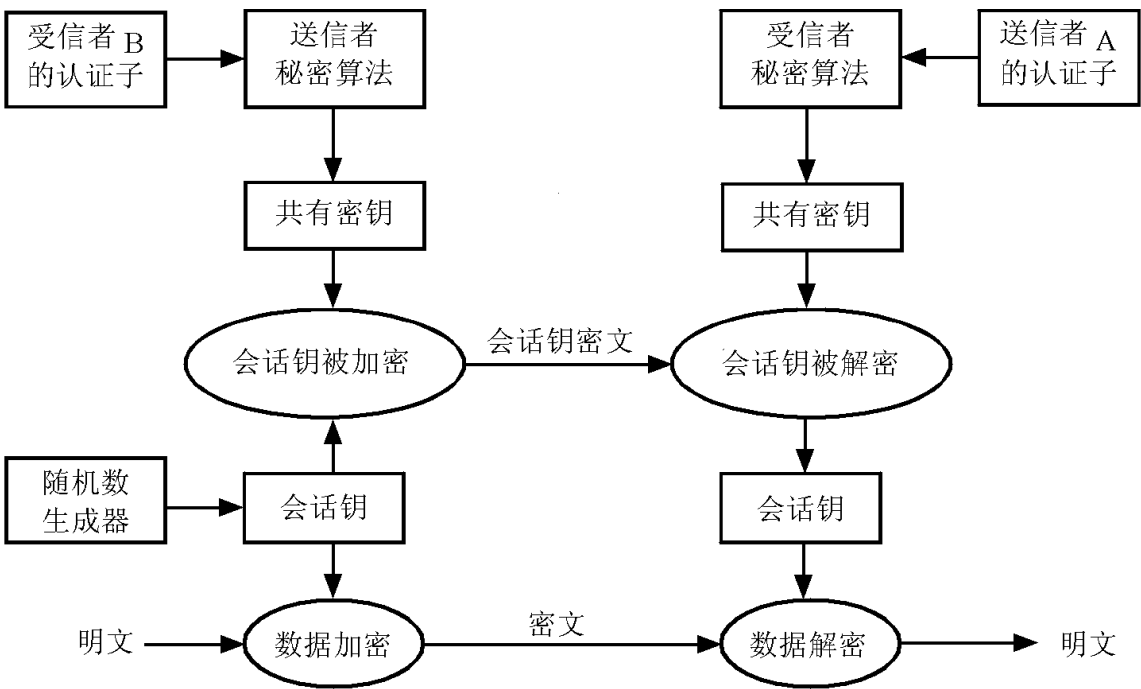 受信者 B
的认证子
送信者
秘密算法
受信者
秘密算法
送信者 A
的认证子
共有密钥
共有密钥
会话钥被加密
会话钥密文
会话钥被解密
随机数
生成器
会话钥
会话钥
明文
数据加密
密文
数据解密
明文